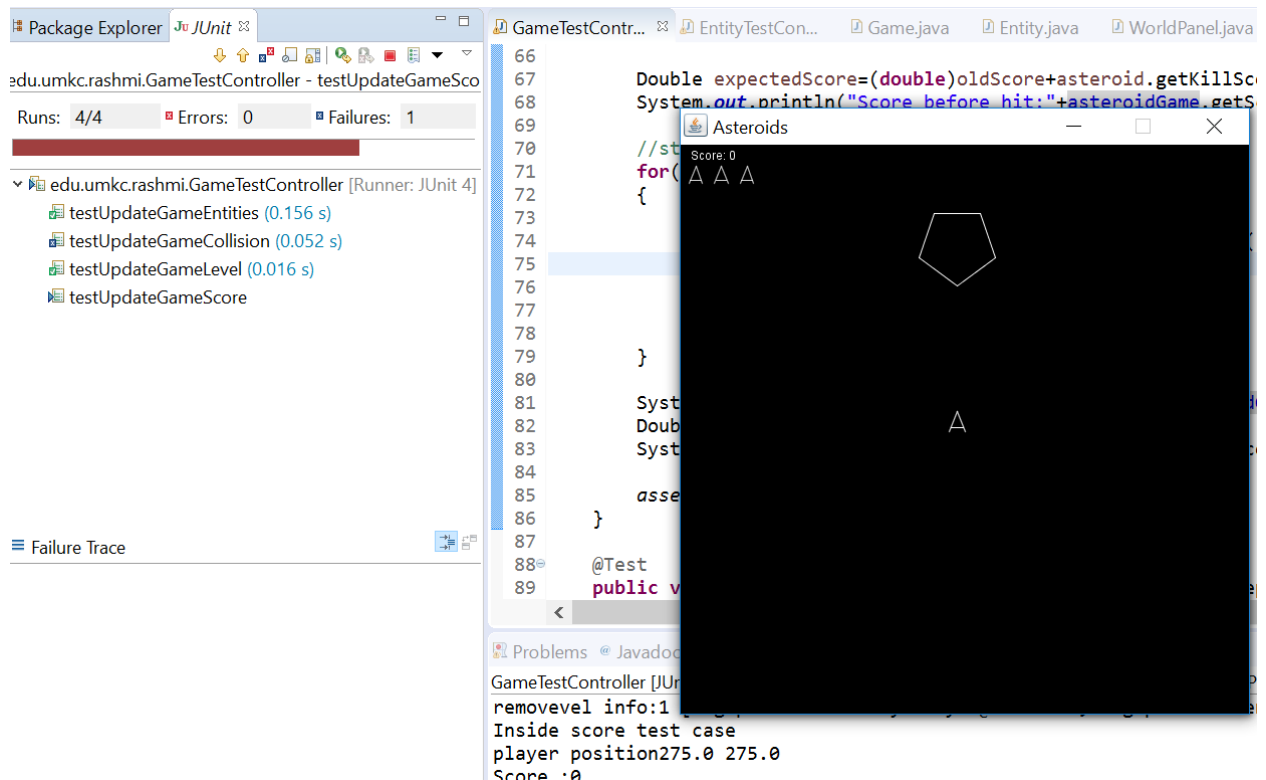 Package Explorer JUnit
edu.umkc.rashmi.GameTestController - testUpdateGameSco
Runs: 4/4 Errors: 0 Failures: 1
edu.umkc.rashmi.GameTestController [Runner: JUnit 4]
testUpdateGameEntities (0.156 s)
testUpdateGameCollision (0.052 s)
testUpdateGameLevel (0.016 s)
testUpdateGameScore
Failure Trace
GameTestContr... EntityTestCon... Game.java Entity.java WorldPanel.java
66
67 Double expectedScore=(double)oldScore+asteroid.getKillSco
68 System.out.println("Score before hit:"+asteroidGame.getS
69
70 //st
71 for(
72 {
73
74
75
76
77
78
79 }
80
81 Syst
82 Doub
83 Syst
84
85 asse
86 }
87
88 @Test
89 public v
Asteroids
Score: 0
Problems @ Javadoc
GameTestController [JUn
removevel info:1
Inside score test case
player position275.0 275.0
Score :0